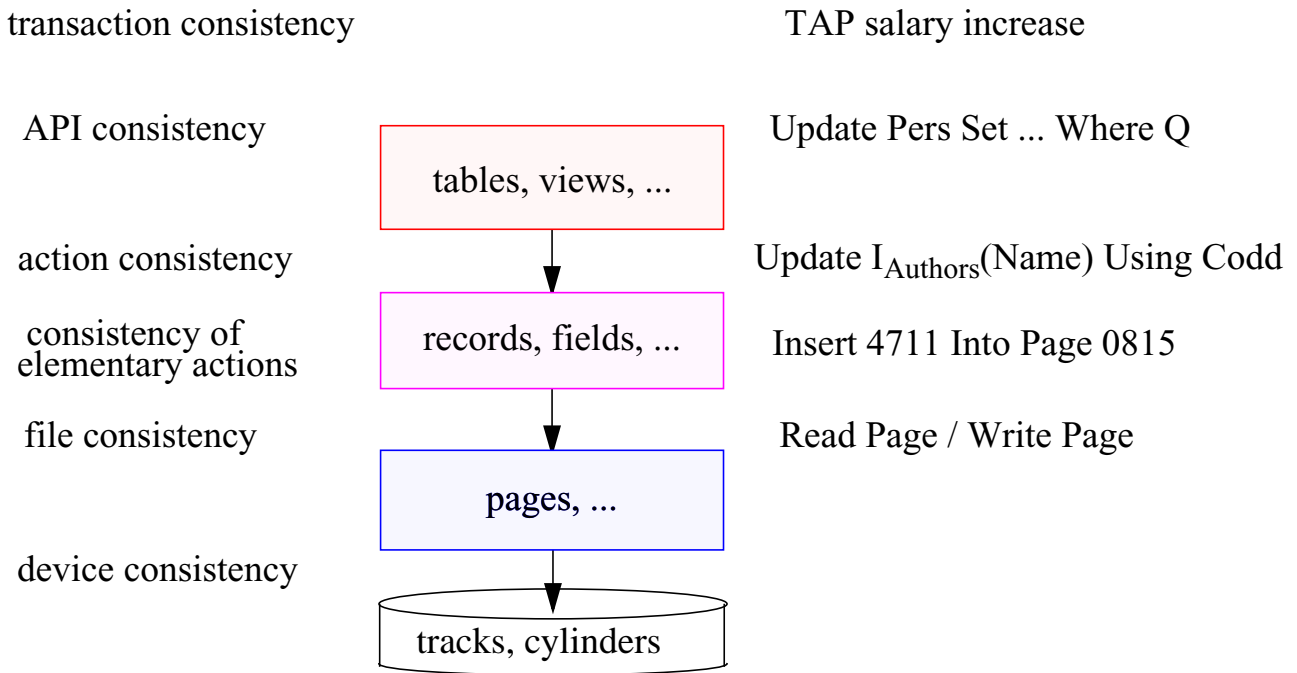 transaction consistency
TAP salary increase
API consistency
Update Pers Set ... Where Q
tables, views, ...
action consistency
Update I_Authors(Name) Using Codd
consistency of
elementary actions
records, fields, ...
Insert 4711 Into Page 0815
file consistency
Read Page / Write Page
pages, ...
device consistency
tracks, cylinders